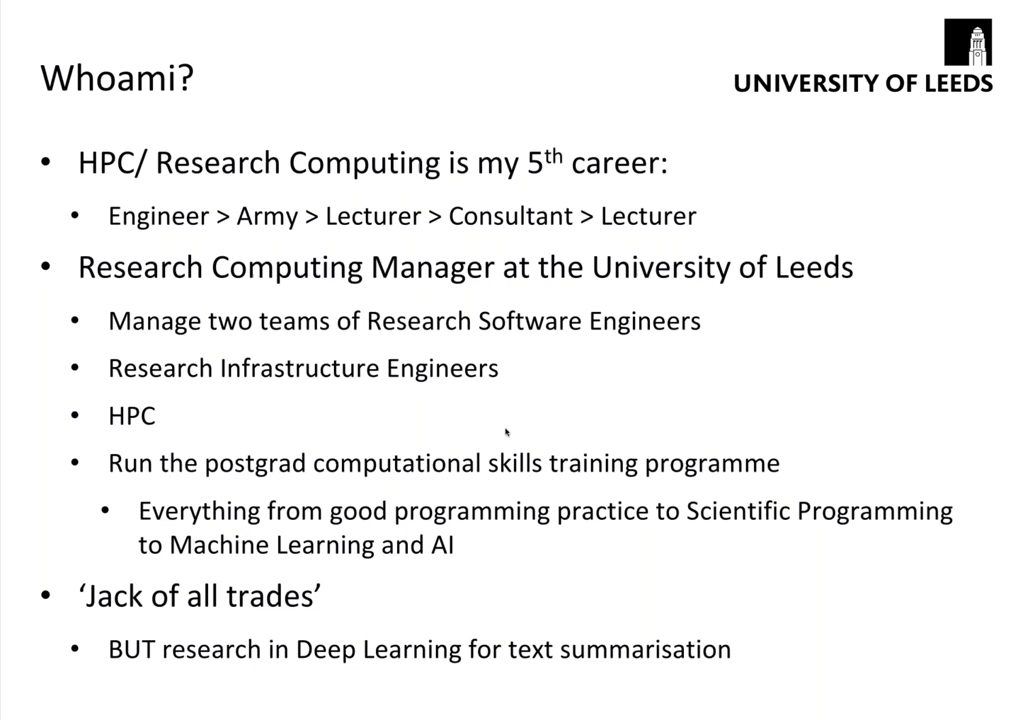 Whoami?
UNIVERSITY OF LEEDS
• HPC/ Research Computing is my 5th career:
• Engineer > Army > Lecturer > Consultant > Lecturer
• Research Computing Manager at the University of Leeds
• Manage two teams of Research Software Engineers
• Research Infrastructure Engineers
• HPC
• Run the postgrad computational skills training programme
• Everything from good programming practice to Scientific Programming
to Machine Learning and AI
• ‘Jack of all trades’
• BUT research in Deep Learning for text summarisation